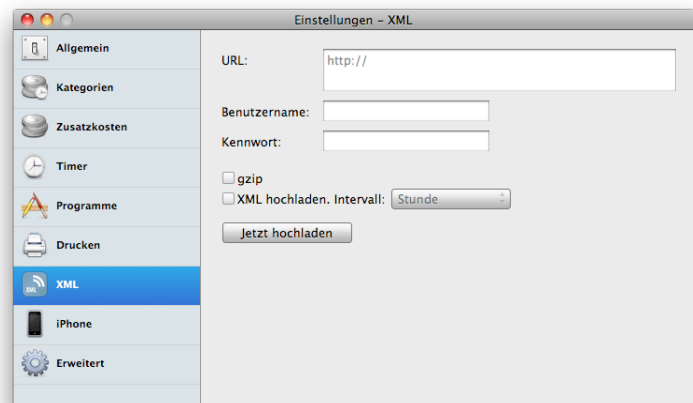 Einstellungen – XML
Allgemein
Kategorien
Zusatzkosten
Timer
Programme
Drucken
XML
XML
iPhone
Erweitert
URL:
http://
Benutzername:
Kennwort:
gzip
XML hochladen. Intervall: Stunde
Jetzt hochladen